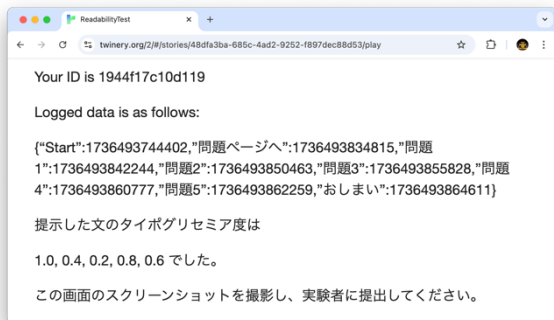 ReadabilityTest
twinery.org/2/#/stories/48dfa3ba-685c-4ad2-9252-f897dec88d53/play
Your ID is 1944f17c10d119
Logged data is as follows:
{“Start”:1736493744402,”問題ページへ”:1736493834815,”問題
1”:1736493842244,”問題2”:1736493850463,”問題3”:1736493855828,”問題
4”:1736493860777,”問題5”:1736493862259,”おしまい”:1736493864611}
提示した文のタイポグリセミア度は
1.0, 0.4, 0.2, 0.8, 0.6 でした。
この画面のスクリーンショットを撮影し、実験者に提出してください。